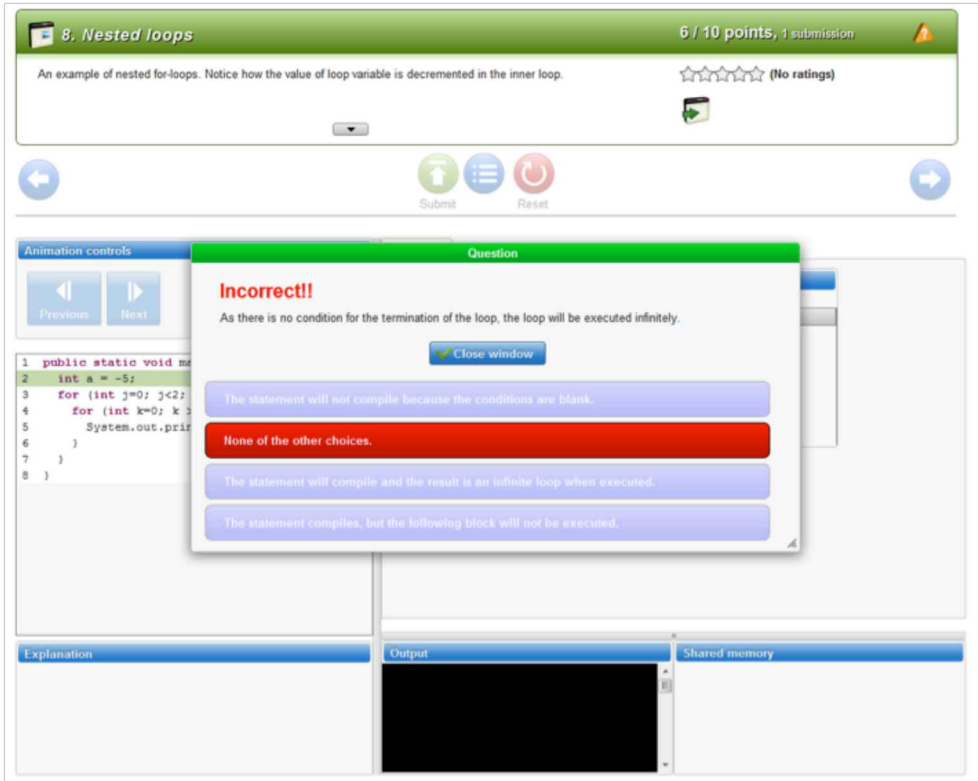 8. Nested loops
6 / 10 points, 1 submission
An example of nested for-loops. Notice how the value of loop variable is decremented in the inner loop.
(No ratings)
Submit
Reset
Animation controls
Previous
Next
Question
Incorrect!!
As there is no condition for the termination of the loop, the loop will be executed infinitely.
Close window
The statement will not compile because the conditions are blank.
None of the other choices.
The statement will compile and the result is an infinite loop when executed.
The statement compiles, but the following block will not be executed.
1 public static void ma
2 int a = -5;
3 for (int j=0; j<2;
4 for (int k=0; k >
5 System.out.prin
6 }
7 }
8 }
Explanation
Output
Shared memory